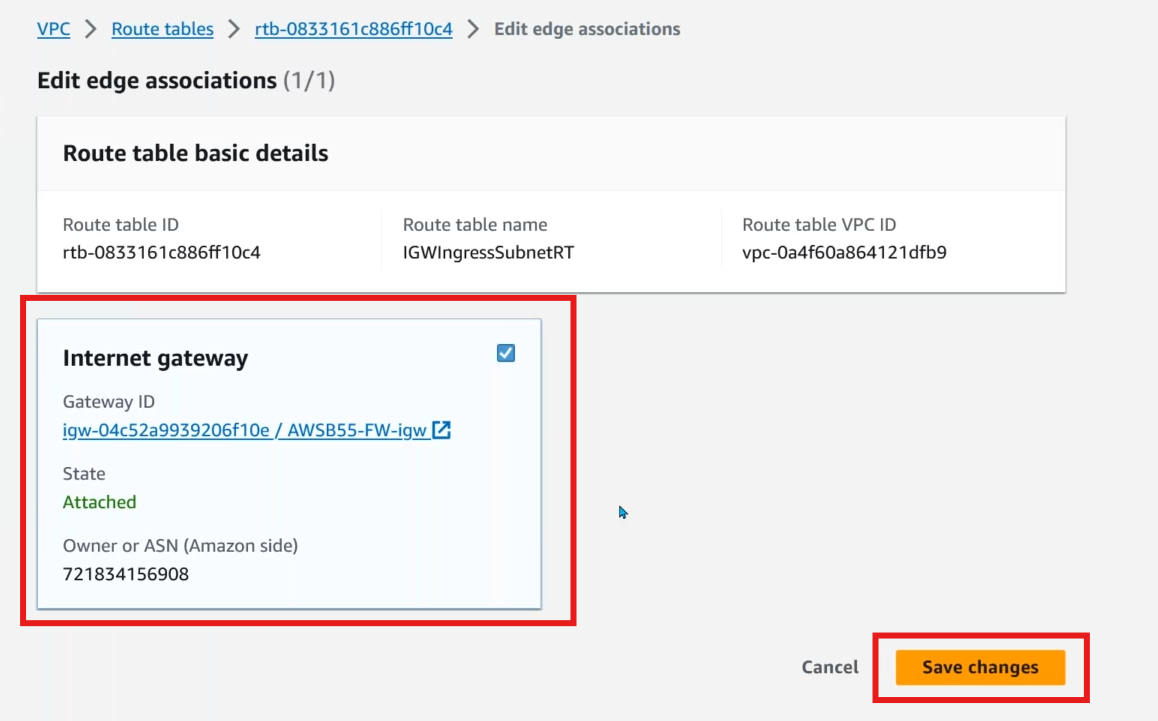 VPC > Route tables > rtb-0833161c886ff10c4 > Edit edge associations
Edit edge associations (1/1)
Route table basic details
Route table ID
rtb-0833161c886ff10c4
Route table name
IGWIngressSubnetRT
Route table VPC ID
vpc-0a4f60a864121dfb9
Internet gateway
Gateway ID
igw-04c52a9939206f10e / AWSB55-FW-igw
State
Attached
Owner or ASN (Amazon side)
721834156908
Cancel
Save changes